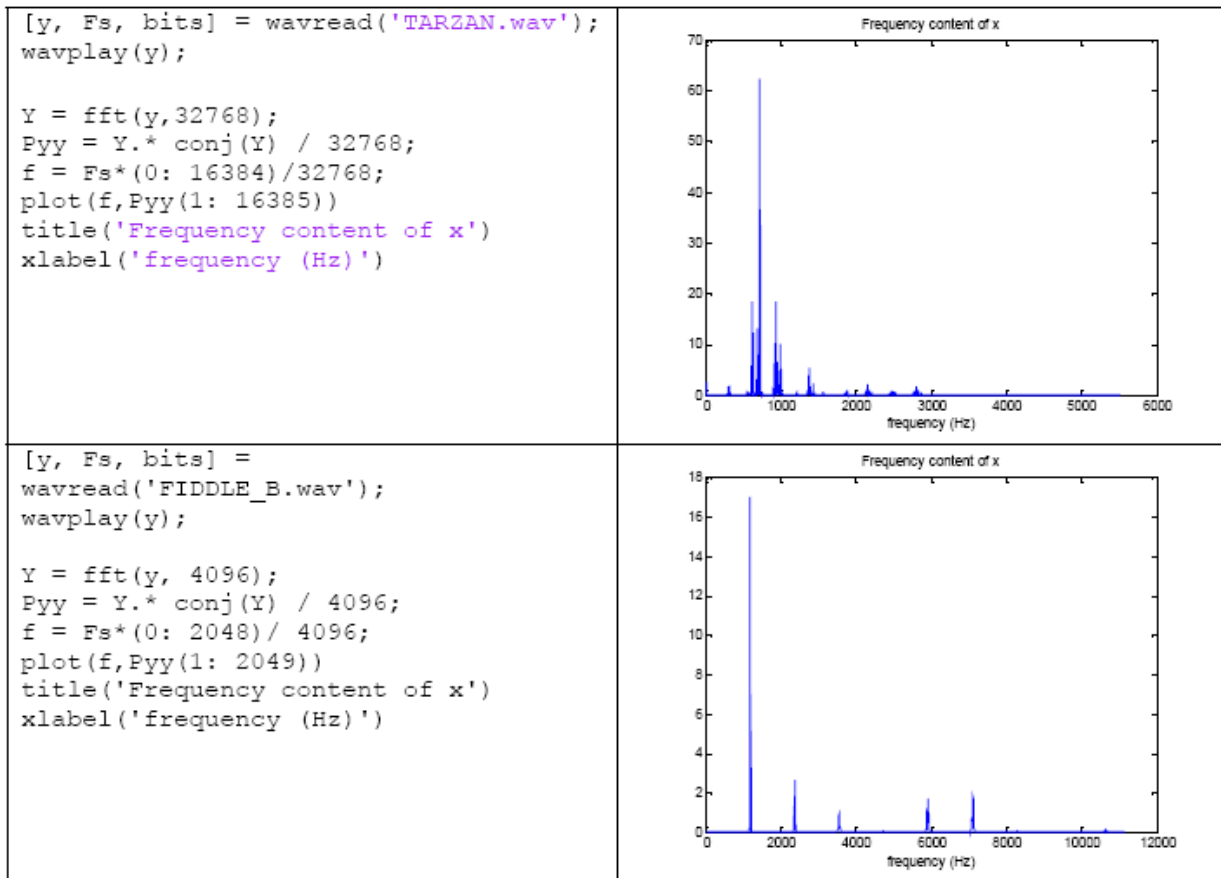 [y, Fs, bits] = wavread('TARZAN.wav');
wavplay(y);
Y = fft(y,32768);
Pyy = Y.* conj(Y) / 32768;
f = Fs*(0: 16384)/32768;
plot(f,Pyy(1: 16385))
title('Frequency content of x')
xlabel('frequency (Hz)')
Frequency content of x
70
60
50
40
30
20
10
0
0 1000 2000 3000 4000 5000 6000
frequency (Hz)
[y, Fs, bits] =
wavread('FIDDLE_B.wav');
wavplay(y);
Y = fft(y, 4096);
Pyy = Y.* conj(Y) / 4096;
f = Fs*(0: 2048)/ 4096;
plot(f,Pyy(1: 2049))
title('Frequency content of x')
xlabel('frequency (Hz)')
Frequency content of x
18
16
14
12
10
8
6
4
2
0
0 2000 4000 6000 8000 10000 12000
frequency (Hz)